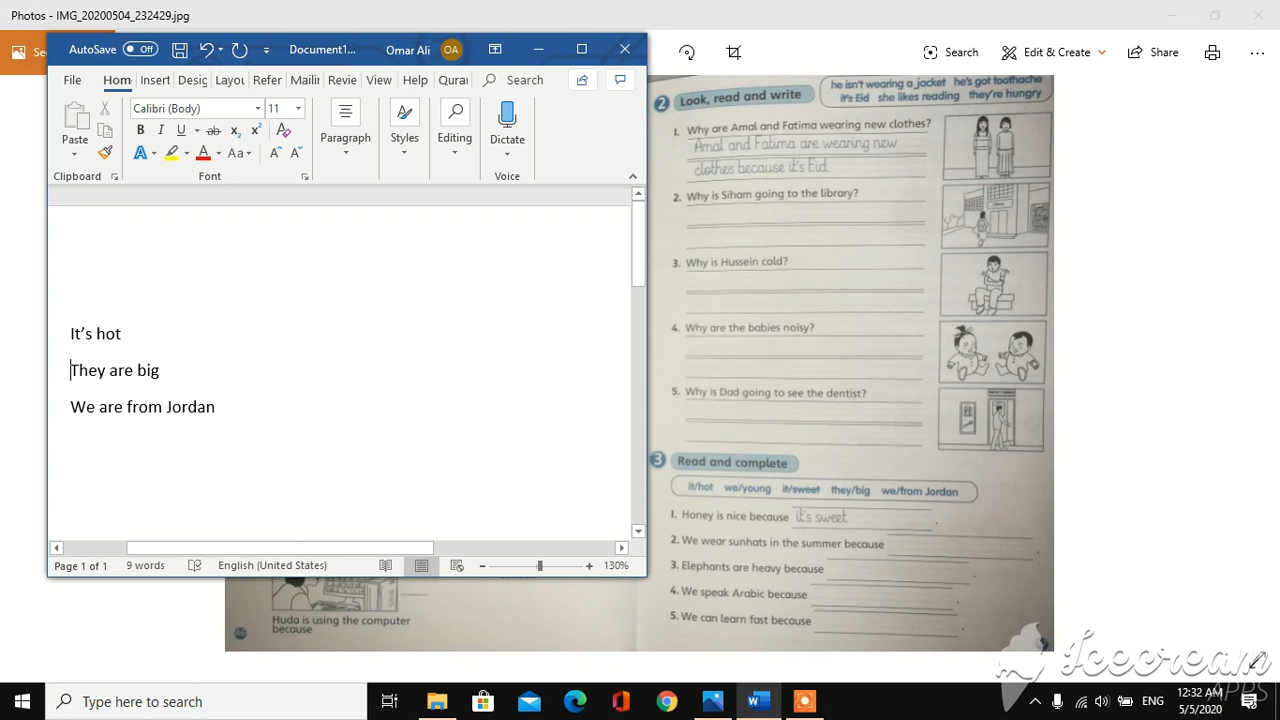 Photos - IMG_20200504_232429.jpg
AutoSave Off Document1... Omar Ali OA
File Hom Insert Desig Layou Refer Mailin Revie View Help Qurai Search
Search Edit & Create Share
Paste Calibri (Body) 11
B I U ab x₂ x² Paragraph Styles Editing Dictate
A A Aa A A
Clipboard Font Voice
It's hot
They are big
We are from Jordan
Page 1 of 1 9 words English (United States) 130%
2 Look, read and write
he isn't wearing a jacket he's got toothache
it's Eid she likes reading they're hungry
1. Why are Amal and Fatima wearing new clothes?
Amal and Fatima are wearing new
clothes because it's Eid
2. Why is Siham going to the library?
3. Why is Hussein cold?
4. Why are the babies noisy?
5. Why is Dad going to see the dentist?
3 Read and complete
it/hot we/young it/sweet they/big we/from Jordan
1. Honey is nice because it's sweet .
2. We wear sunhats in the summer because .
3. Elephants are heavy because .
4. We speak Arabic because .
5. We can learn fast because .
Huda is using the computer
because
46
Icecream
APPS
Type here to search
ENG
12:32 AM
5/5/2020